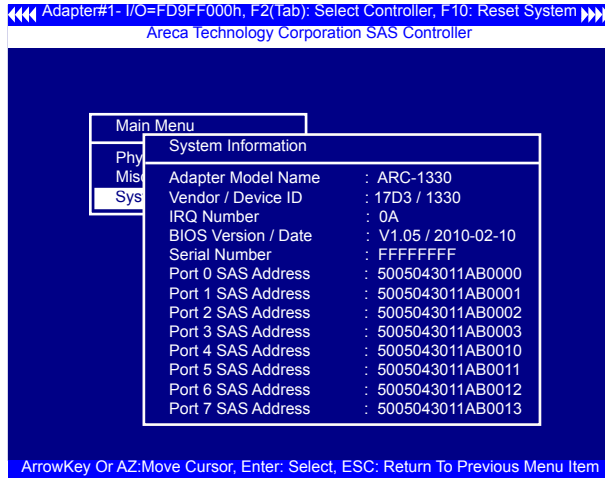 Adapter#1- I/O=FD9FF000h, F2(Tab): Select Controller, F10: Reset System
Areca Technology Corporation SAS Controller
Main Menu
Phy
Misc
Sys
System Information
Adapter Model Name : ARC-1330
Vendor / Device ID : 17D3 / 1330
IRQ Number : 0A
BIOS Version / Date : V1.05 / 2010-02-10
Serial Number : FFFFFFFF
Port 0 SAS Address : 5005043011AB0000
Port 1 SAS Address : 5005043011AB0001
Port 2 SAS Address : 5005043011AB0002
Port 3 SAS Address : 5005043011AB0003
Port 4 SAS Address : 5005043011AB0010
Port 5 SAS Address : 5005043011AB0011
Port 6 SAS Address : 5005043011AB0012
Port 7 SAS Address : 5005043011AB0013
ArrowKey Or AZ:Move Cursor, Enter: Select, ESC: Return To Previous Menu Item